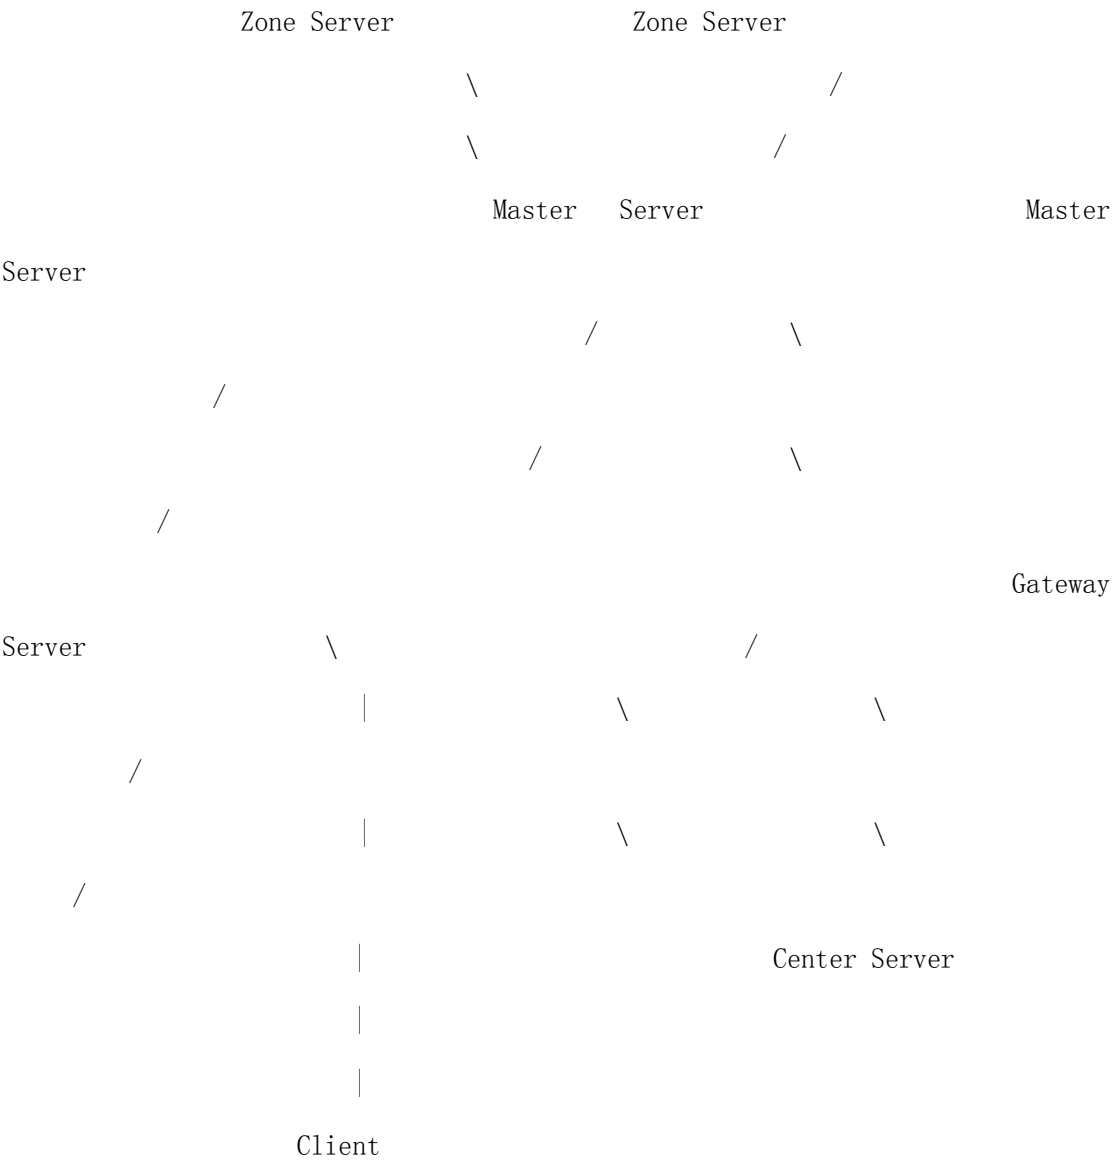 Zone Server Zone Server
\ /
\ /
Master Server Master
Server
/ \
/
/ \
/
Gateway
Server \ /
| \ \
/
| \ \
/
| Center Server
|
|
Client